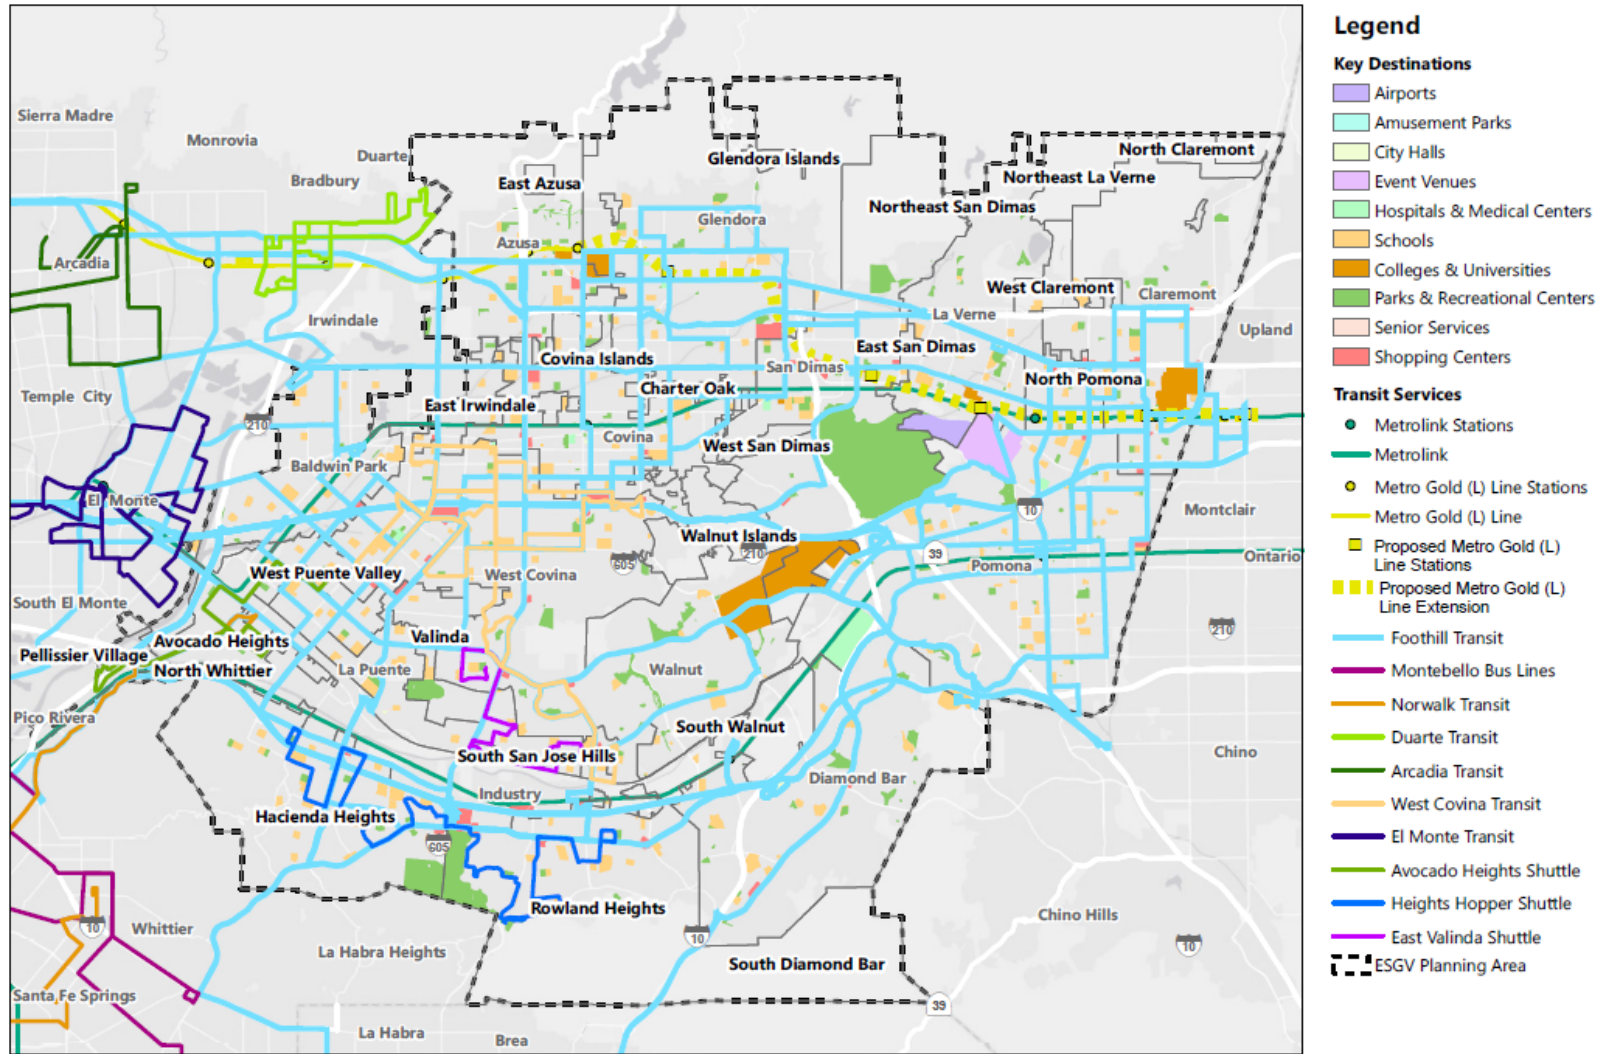 Legend
Key Destinations
Airports
Amusement Parks
City Halls
Event Venues
Hospitals & Medical Centers
Schools
Colleges & Universities
Parks & Recreational Centers
Senior Services
Shopping Centers
Transit Services
Metrolink Stations
Metrolink
Metro Gold (L) Line Stations
Metro Gold (L) Line
Proposed Metro Gold (L)
Line Stations
Proposed Metro Gold (L)
Line Extension
Foothill Transit
Montebello Bus Lines
Norwalk Transit
Duarte Transit
Arcadia Transit
West Covina Transit
El Monte Transit
Avocado Heights Shuttle
Heights Hopper Shuttle
East Valinda Shuttle
ESGV Planning Area
Sierra Madre
Monrovia
Duarte
Bradbury
Glendora Islands
North Claremont
East Azusa
Northeast La Verne
Northeast San Dimas
Glendora
Azusa
Arcadia
West Claremont
Claremont
Irwindale
La Verne
Upland
East San Dimas
Covina Islands
San Dimas
Charter Oak
North Pomona
Temple City
East Irwindale
210
Covina
West San Dimas
Baldwin Park
El Monte
10
Montclair
Walnut Islands
210
39
605
Pomona
Ontario
West Puente Valley
West Covina
South El Monte
210
Avocado Heights
Valinda
Pellissier Village
North Whittier
La Puente
Walnut
Pico Rivera
South Walnut
South San Jose Hills
Chino
Diamond Bar
Industry
Hacienda Heights
605
Rowland Heights
Chino Hills
10
Whittier
10
10
La Habra Heights
South Diamond Bar
Santa Fe Springs
39
La Habra
Brea